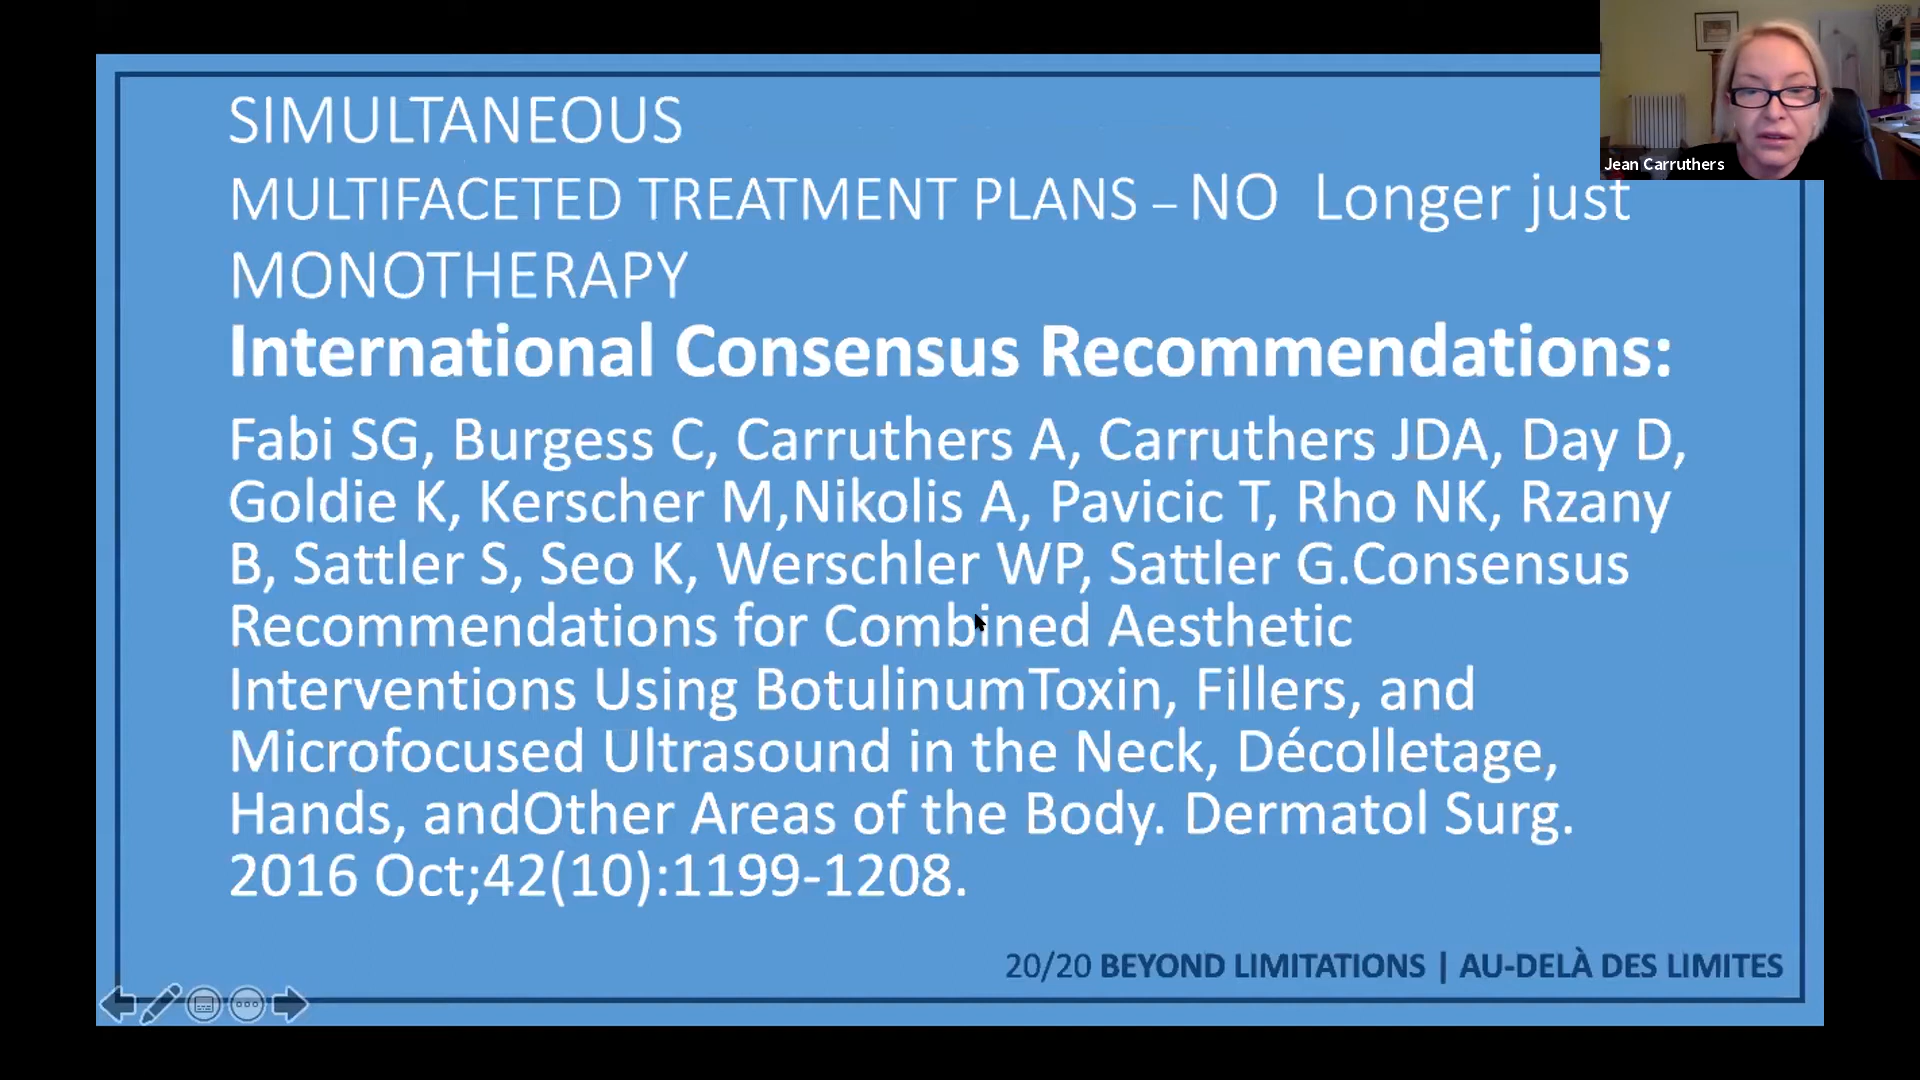 SIMULTANEOUS
MULTIFACETED TREATMENT PLANS – NO Longer just
MONOTHERAPY
International Consensus Recommendations:
Fabi SG, Burgess C, Carruthers A, Carruthers JDA, Day D,
Goldie K, Kerscher M,Nikolis A, Pavicic T, Rho NK, Rzany
B, Sattler S, Seo K, Werschler WP, Sattler G.Consensus
Recommendations for Combined Aesthetic
Interventions Using BotulinumToxin, Fillers, and
Microfocused Ultrasound in the Neck, Décolletage,
Hands, andOther Areas of the Body. Dermatol Surg.
2016 Oct;42(10):1199-1208.
20/20 BEYOND LIMITATIONS | AU-DELÀ DES LIMITES
Jean Carruthers